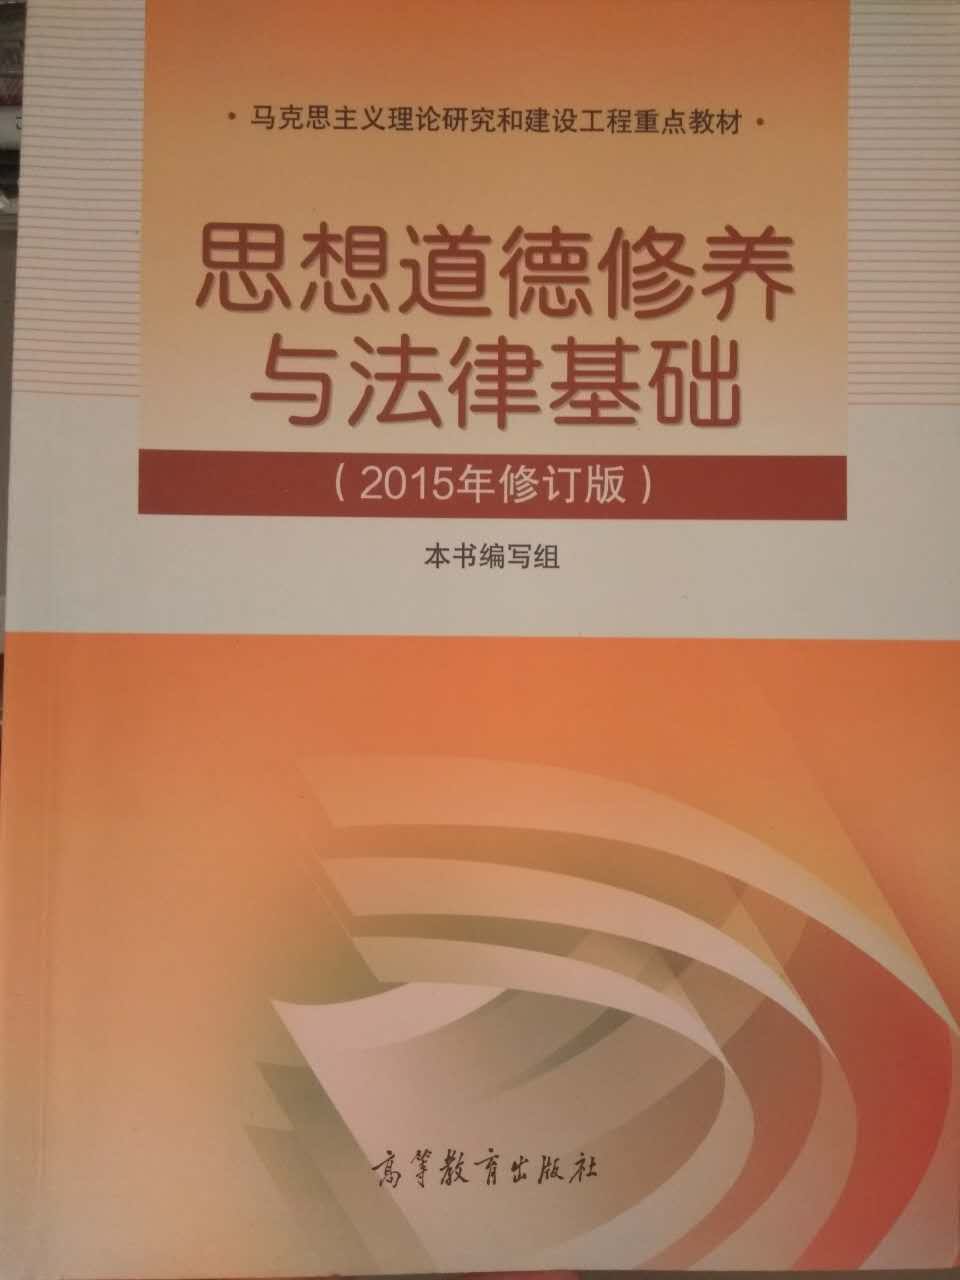 ·马克思主义理论研究和建设工程重点教材·
思想道德修养
与法律基础
（2015年修订版）
本书编写组
高等教育出版社